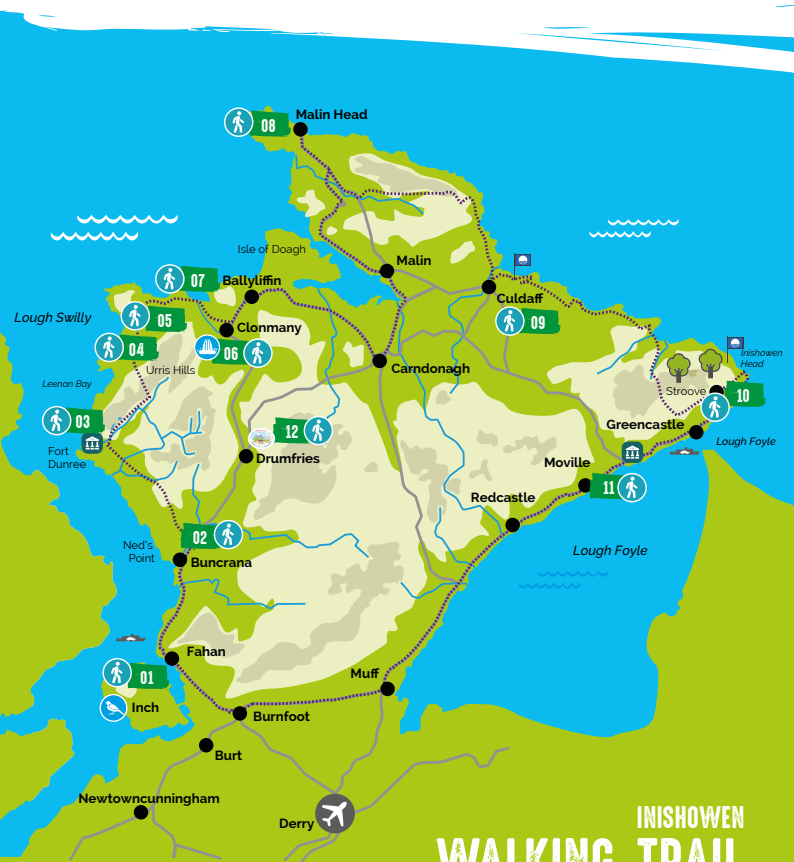 Malin Head
08
Isle of Doagh
Malin
07
Ballyliffin
Culdaff
Lough Swilly
05
Clonmany
09
04
06
Inishowen
Head
Urris Hills
Carndonagh
Leenan Bay
Stroove
10
03
Greencastle
12
Lough Foyle
Fort
Dunree
Drumfries
Moville
11
Redcastle
02
Ned's
Point
Buncrana
Lough Foyle
Fahan
01
Muff
Inch
Burnfoot
Burt
Newtowncunningham
Derry
INISHOWEN
WALKING TRAIL